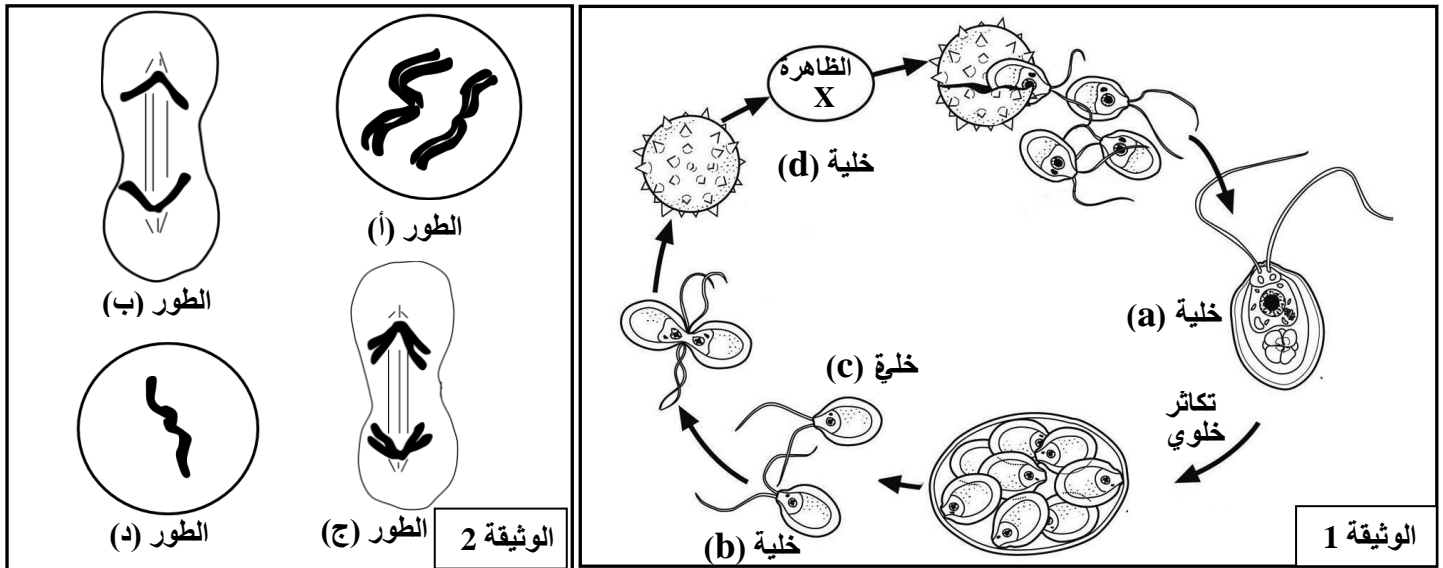 الظاهرة
X
خلية (d)
خلية (a)
تكاثر
خلوي
خلية (c)
خلية (b)
الوثيقة 1
الطور (أ)
الطور (ب)
الطور (ج)
الطور (د)
الوثيقة 2